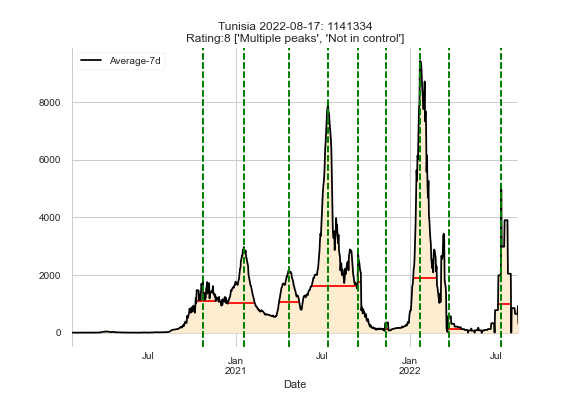 Tunisia 2022-08-17: 1141334
Rating:8 ['Multiple peaks', 'Not in control']
Average-7d
8000
6000
4000
2000
0
Jul
Jan
2021
Jul
Jan
2022
Jul
Date